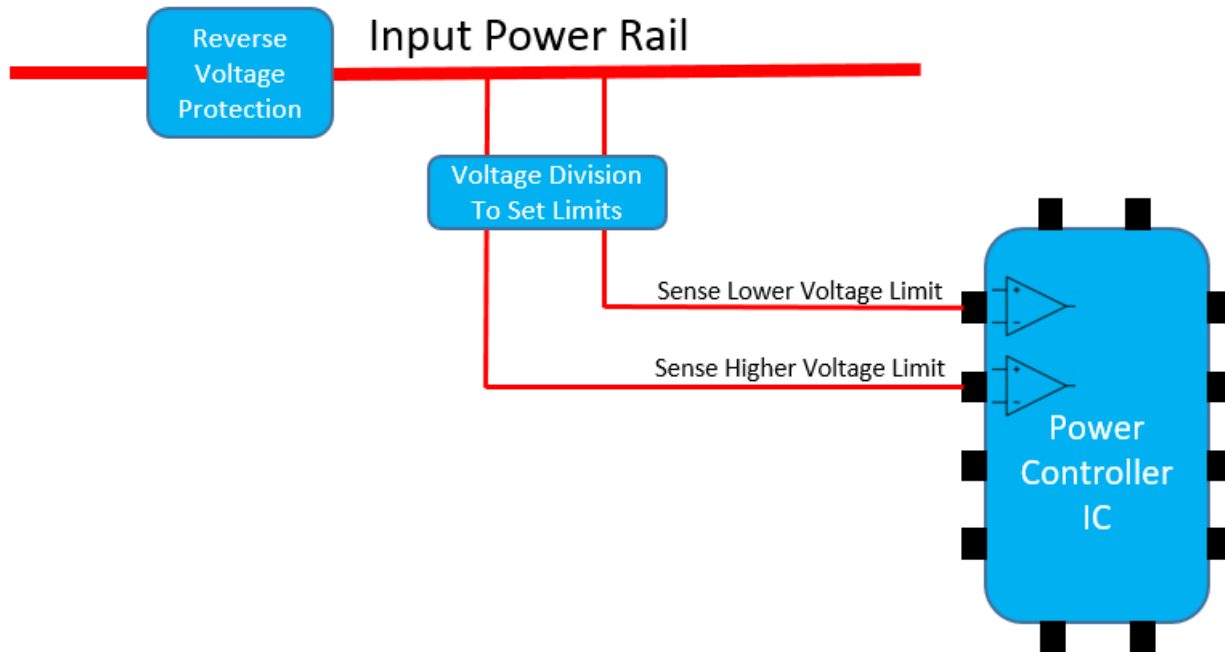 Reverse
Voltage
Protection
Input Power Rail
Voltage Division
To Set Limits
Sense Lower Voltage Limit
Sense Higher Voltage Limit
+
-
+
-
Power
Controller
IC